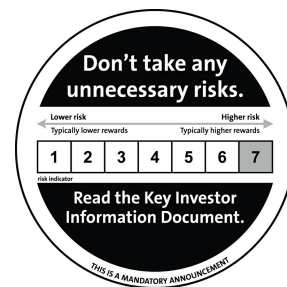 Don't take any
unnecessary risks.
Lower risk Higher risk
Typically lower rewards Typically higher rewards
1 2 3 4 5 6 7
risk indicator
Read the Key Investor
Information Document.
THIS IS A MANDATORY ANNOUNCEMENT